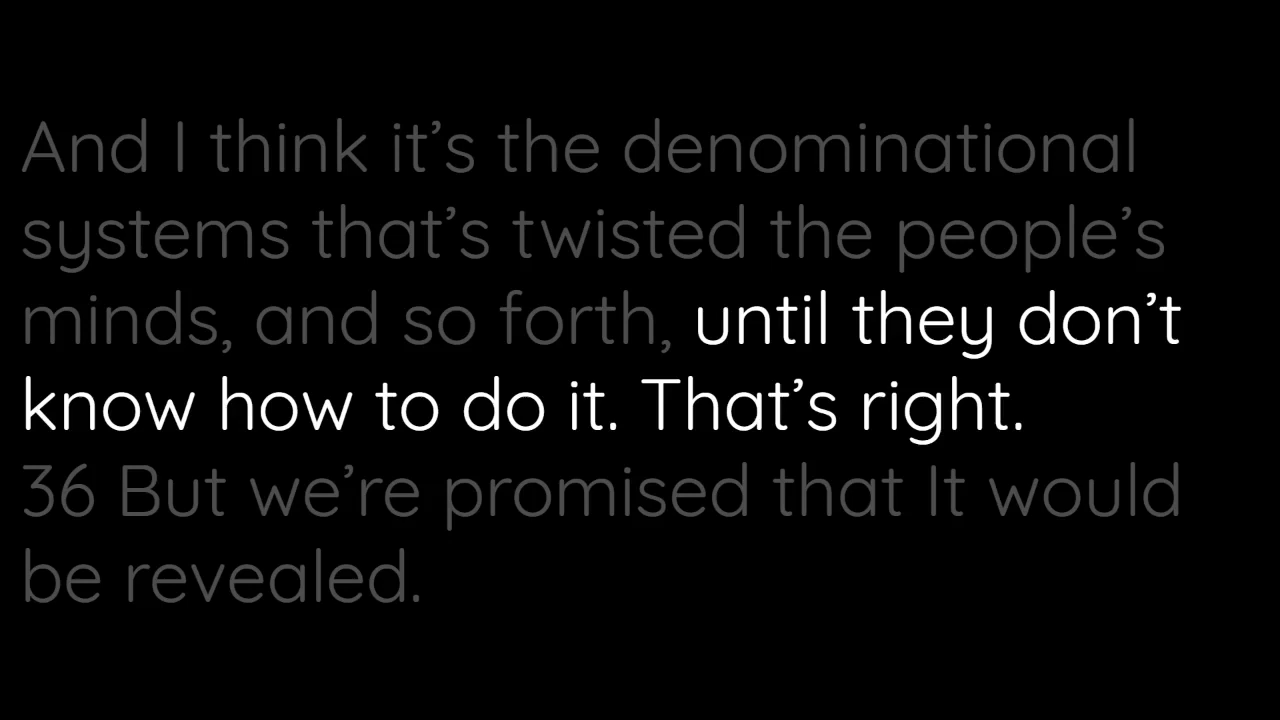 And I think it’s the denominational
systems that’s twisted the people’s
minds, and so forth, until they don’t
know how to do it. That’s right.
36 But we’re promised that It would
be revealed.